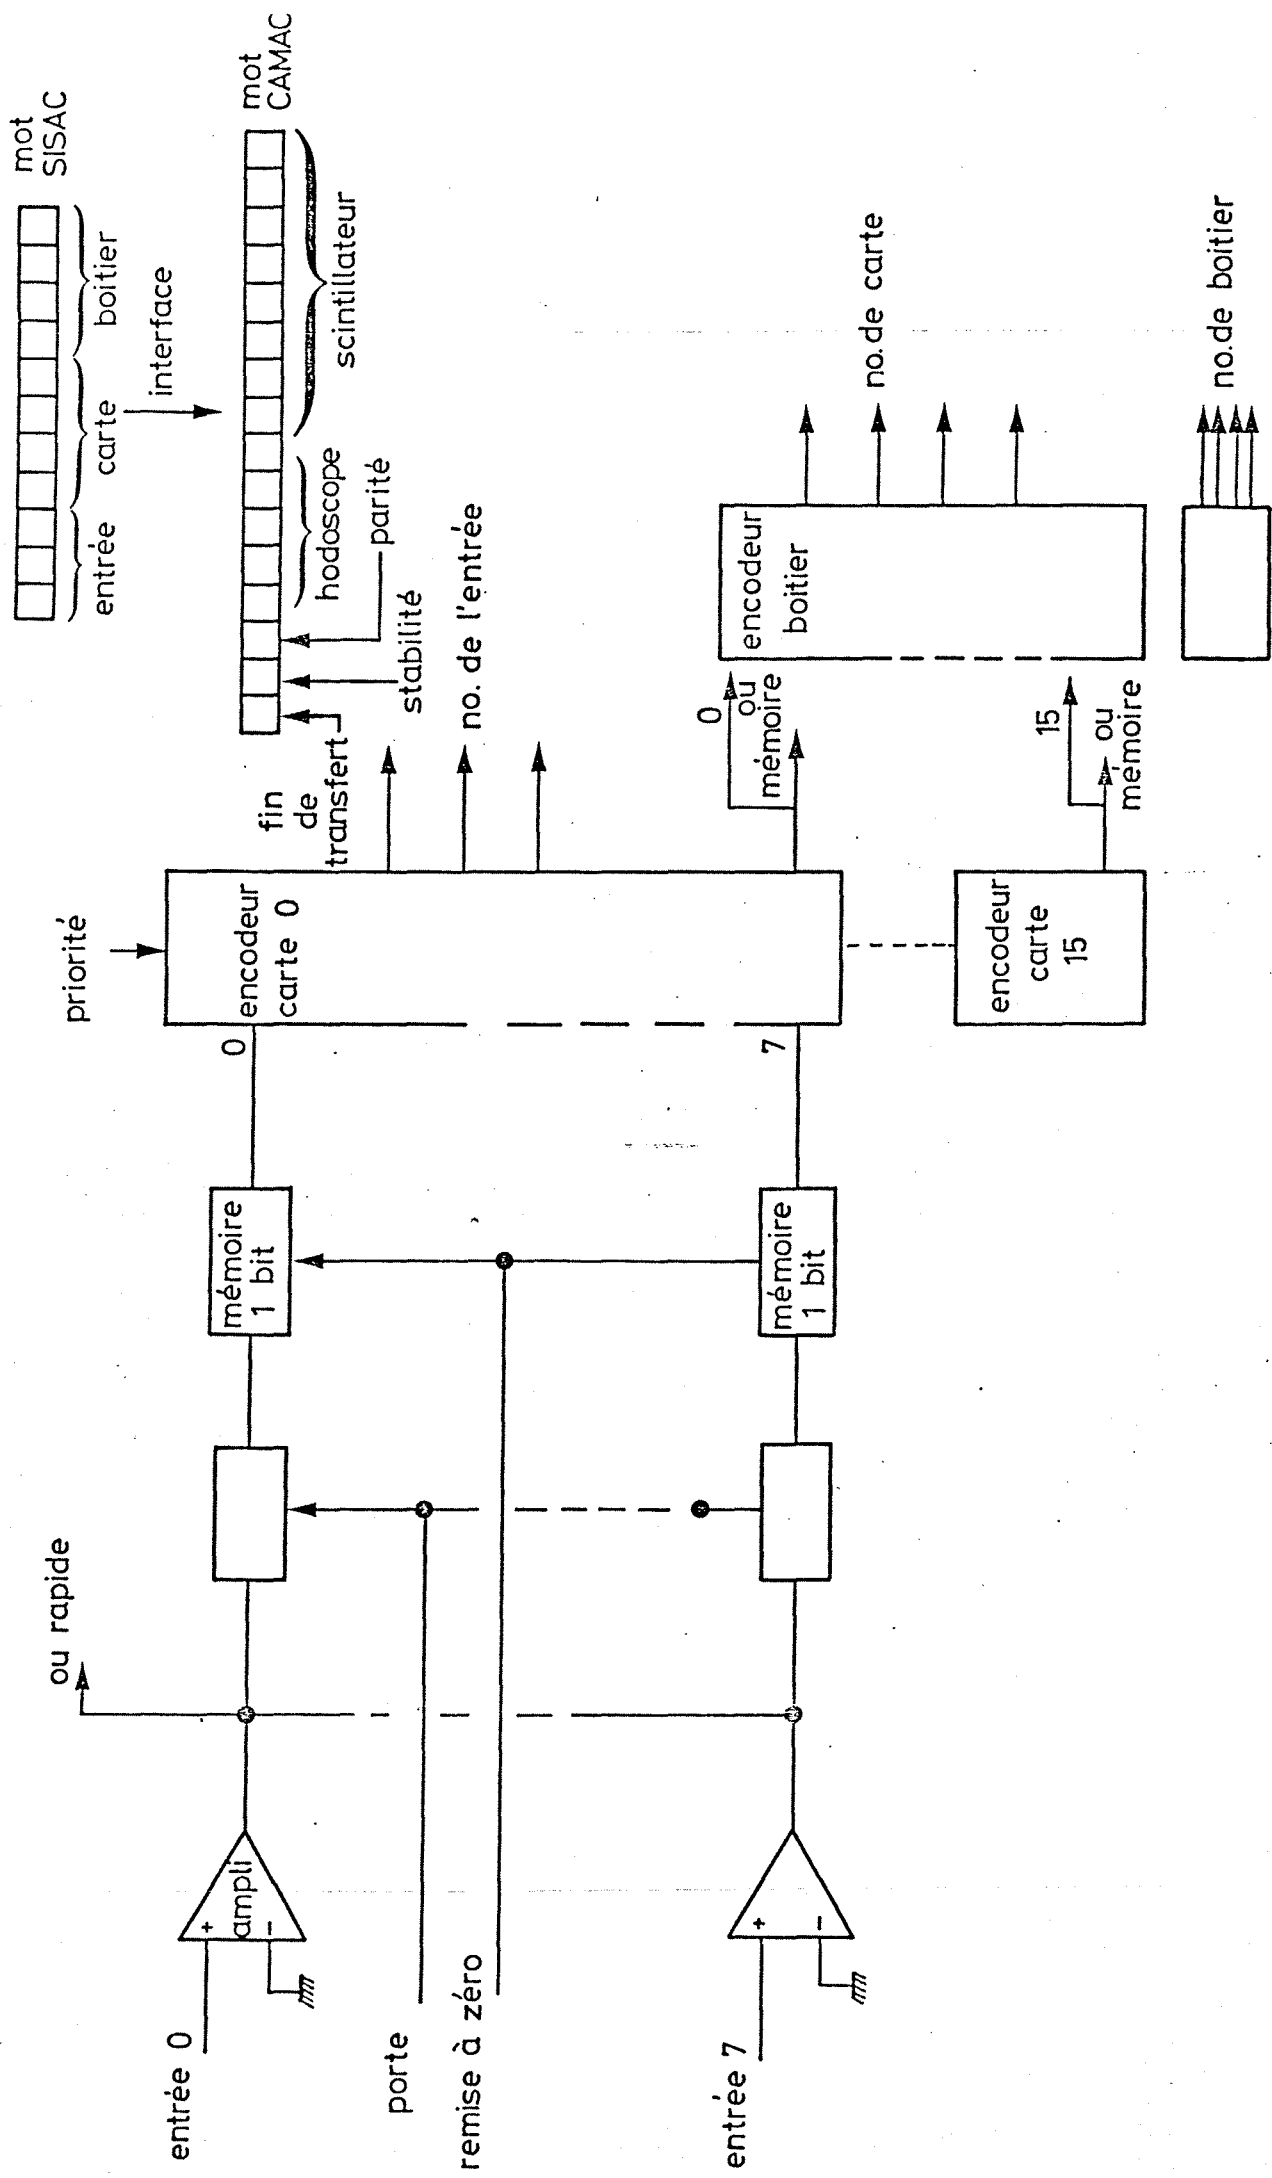 mot
SISAC
entrée
carte
boitier
interface
mot
CAMAC
fin
de
transfert
stabilité
parité
hodoscope
scintillateur
priorité
ou rapide
entrée 0
+
ampli
-
mémoire
1 bit
0
encodeur
carte 0
no. de l'entrée
porte
remise à zéro
entrée 7
+
-
mémoire
1 bit
7
0
ou
mémoire
encodeur
boitier
no. de carte
encodeur
carte
15
15
ou
mémoire
no. de boitier